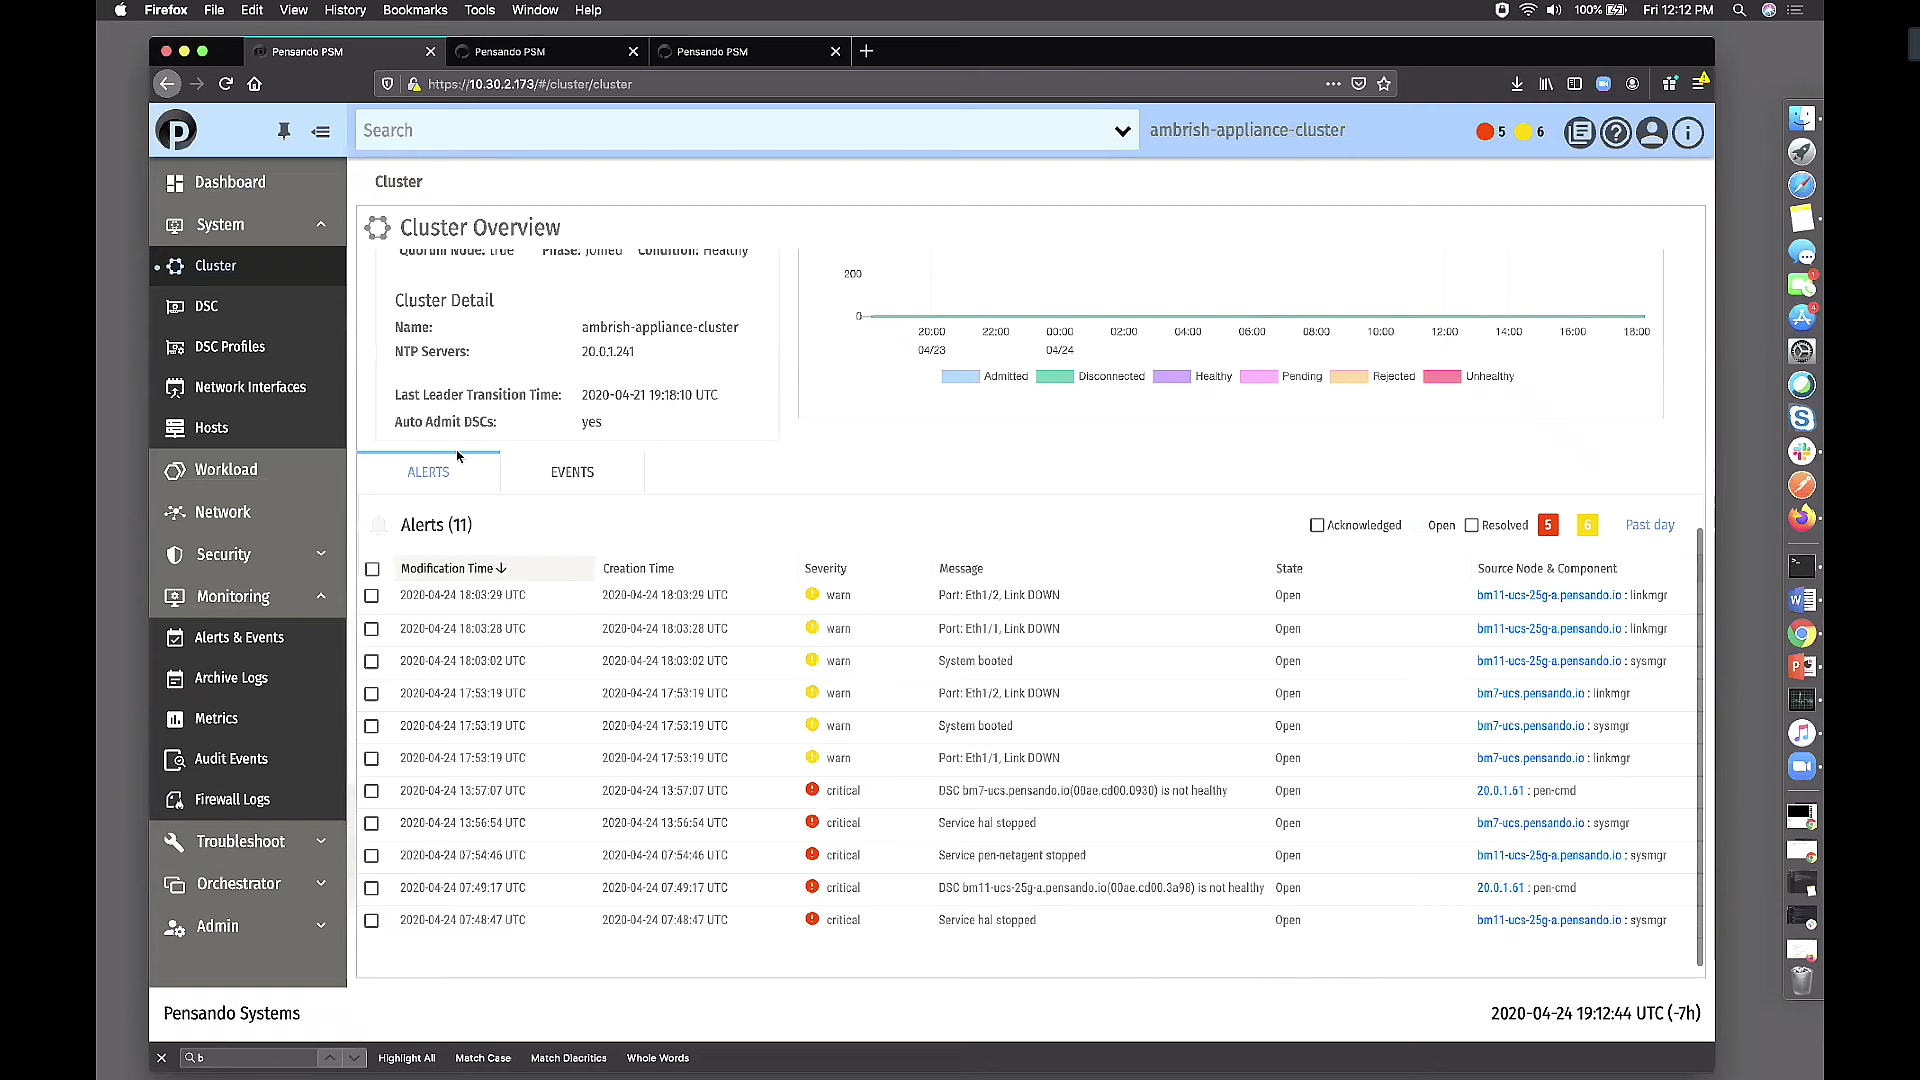 Firefox File Edit View History Bookmarks Tools Window Help 100% Fri 12:12 PM
Pensando PSM Pensando PSM Pensando PSM
https://10.30.2.173/#/cluster/cluster
P Search ambrish-appliance-cluster 5 6
Dashboard
System
Cluster
DSC
DSC Profiles
Network Interfaces
Hosts
Workload
Network
Security
Monitoring
Alerts & Events
Archive Logs
Metrics
Audit Events
Firewall Logs
Troubleshoot
Orchestrator
Admin
Cluster
Cluster Overview
Quorum Node: true Phase: Joined Condition: Healthy
Cluster Detail
Name: ambrish-appliance-cluster
NTP Servers: 20.0.1.241
Last Leader Transition Time: 2020-04-21 19:18:10 UTC
Auto Admit DSCs: yes
200
0
20:00 22:00 00:00 02:00 04:00 06:00 08:00 10:00 12:00 14:00 16:00 18:00
04/23 04/24
Admitted Disconnected Healthy Pending Rejected Unhealthy
ALERTS EVENTS
Alerts (11) Acknowledged Open Resolved 5 6 Past day
Modification Time Creation Time Severity Message State Source Node & Component
2020-04-24 18:03:29 UTC 2020-04-24 18:03:29 UTC warn Port: Eth1/2, Link DOWN Open bm11-ucs-25g-a.pensando.io : linkmgr
2020-04-24 18:03:28 UTC 2020-04-24 18:03:28 UTC warn Port: Eth1/1, Link DOWN Open bm11-ucs-25g-a.pensando.io : linkmgr
2020-04-24 18:03:02 UTC 2020-04-24 18:03:02 UTC warn System booted Open bm11-ucs-25g-a.pensando.io : sysmgr
2020-04-24 17:53:19 UTC 2020-04-24 17:53:19 UTC warn Port: Eth1/2, Link DOWN Open bm7-ucs.pensando.io : linkmgr
2020-04-24 17:53:19 UTC 2020-04-24 17:53:19 UTC warn System booted Open bm7-ucs.pensando.io : sysmgr
2020-04-24 17:53:19 UTC 2020-04-24 17:53:19 UTC warn Port: Eth1/1, Link DOWN Open bm7-ucs.pensando.io : linkmgr
2020-04-24 13:57:07 UTC 2020-04-24 13:57:07 UTC critical DSC bm7-ucs.pensando.io(00ae.cd00.0930) is not healthy Open 20.0.1.61 : pen-cmd
2020-04-24 13:56:54 UTC 2020-04-24 13:56:54 UTC critical Service hal stopped Open bm7-ucs.pensando.io : sysmgr
2020-04-24 07:54:46 UTC 2020-04-24 07:54:46 UTC critical Service pen-netagent stopped Open bm11-ucs-25g-a.pensando.io : sysmgr
2020-04-24 07:49:17 UTC 2020-04-24 07:49:17 UTC critical DSC bm11-ucs-25g-a.pensando.io(00ae.cd00.3a98) is not healthy Open 20.0.1.61 : pen-cmd
2020-04-24 07:48:47 UTC 2020-04-24 07:48:47 UTC critical Service hal stopped Open bm11-ucs-25g-a.pensando.io : sysmgr
Pensando Systems 2020-04-24 19:12:44 UTC (-7h)
b Highlight All Match Case Match Diacritics Whole Words